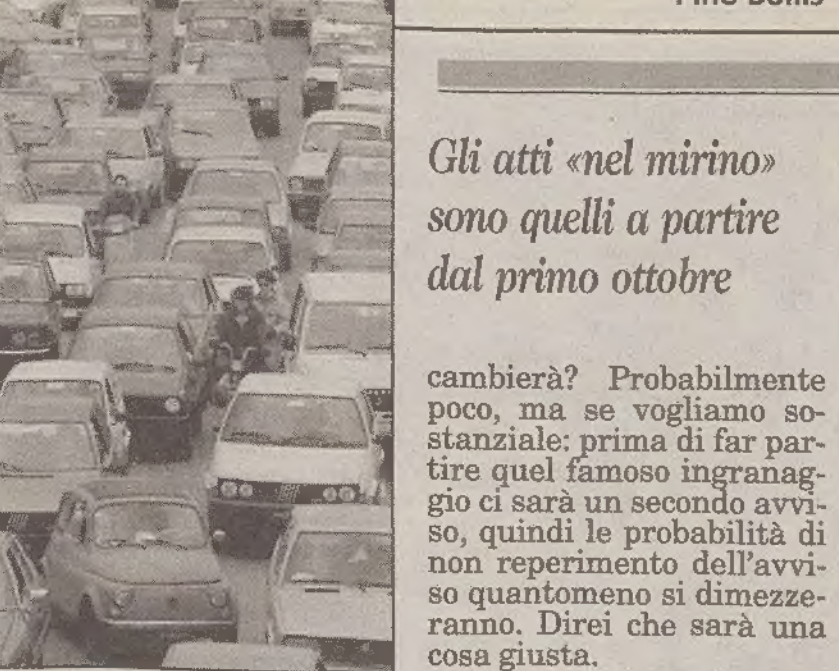 Gli atti «nel mirino»
sono quelli a partire
dal primo ottobre
cambierà? Probabilmente
poco, ma se vogliamo so-
stanziale: prima di far par-
tire quel famoso ingranag-
gio ci sarà un secondo avvi-
so, quindi le probabilità di
non reperimento dell'avvi-
so quantomeno si dimezze-
ranno. Direi che sarà una
cosa giusta.